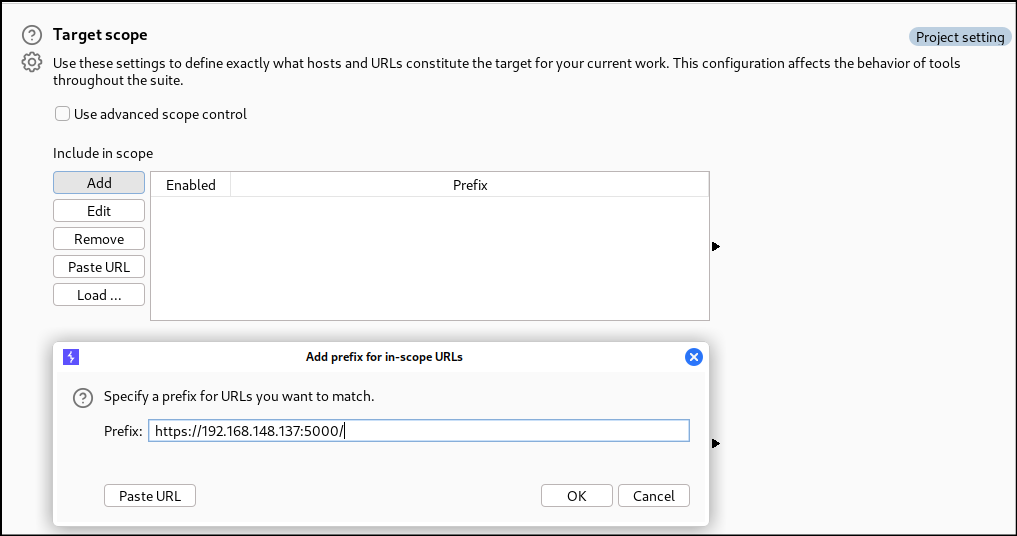 Target scope
Project setting
Use these settings to define exactly what hosts and URLs constitute the target for your current work. This configuration affects the behavior of tools
throughout the suite.
Use advanced scope control
Include in scope
Add
Enabled
Prefix
Edit
Remove
Paste URL
Load ...
Add prefix for in-scope URLs
Specify a prefix for URLs you want to match.
Prefix: https://192.168.148.137:5000/
Paste URL
OK
Cancel